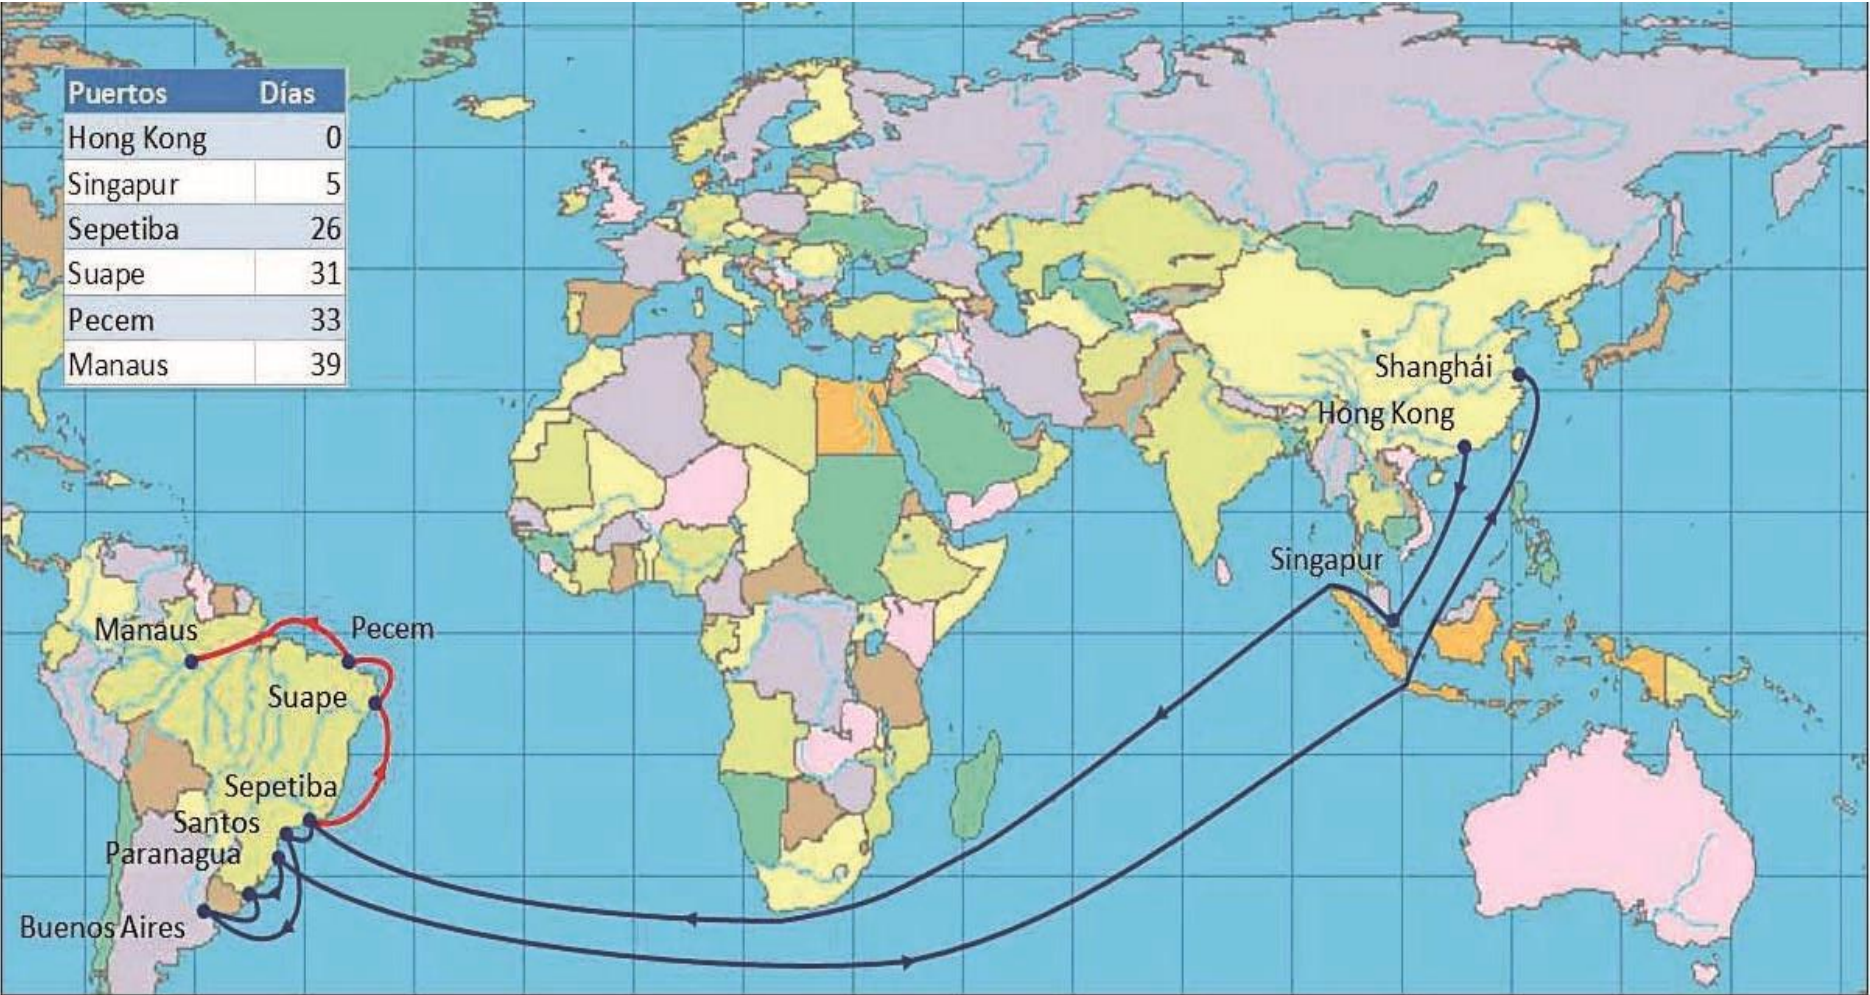 Puertos Días
Hong Kong 0
Singapur 5
Sepetiba 26
Suape 31
Pecem 33
Manaus 39
Shanghái
Hong Kong
Singapur
Manaus
Pecem
Suape
Sepetiba
Santos
Paranagua
Buenos Aires